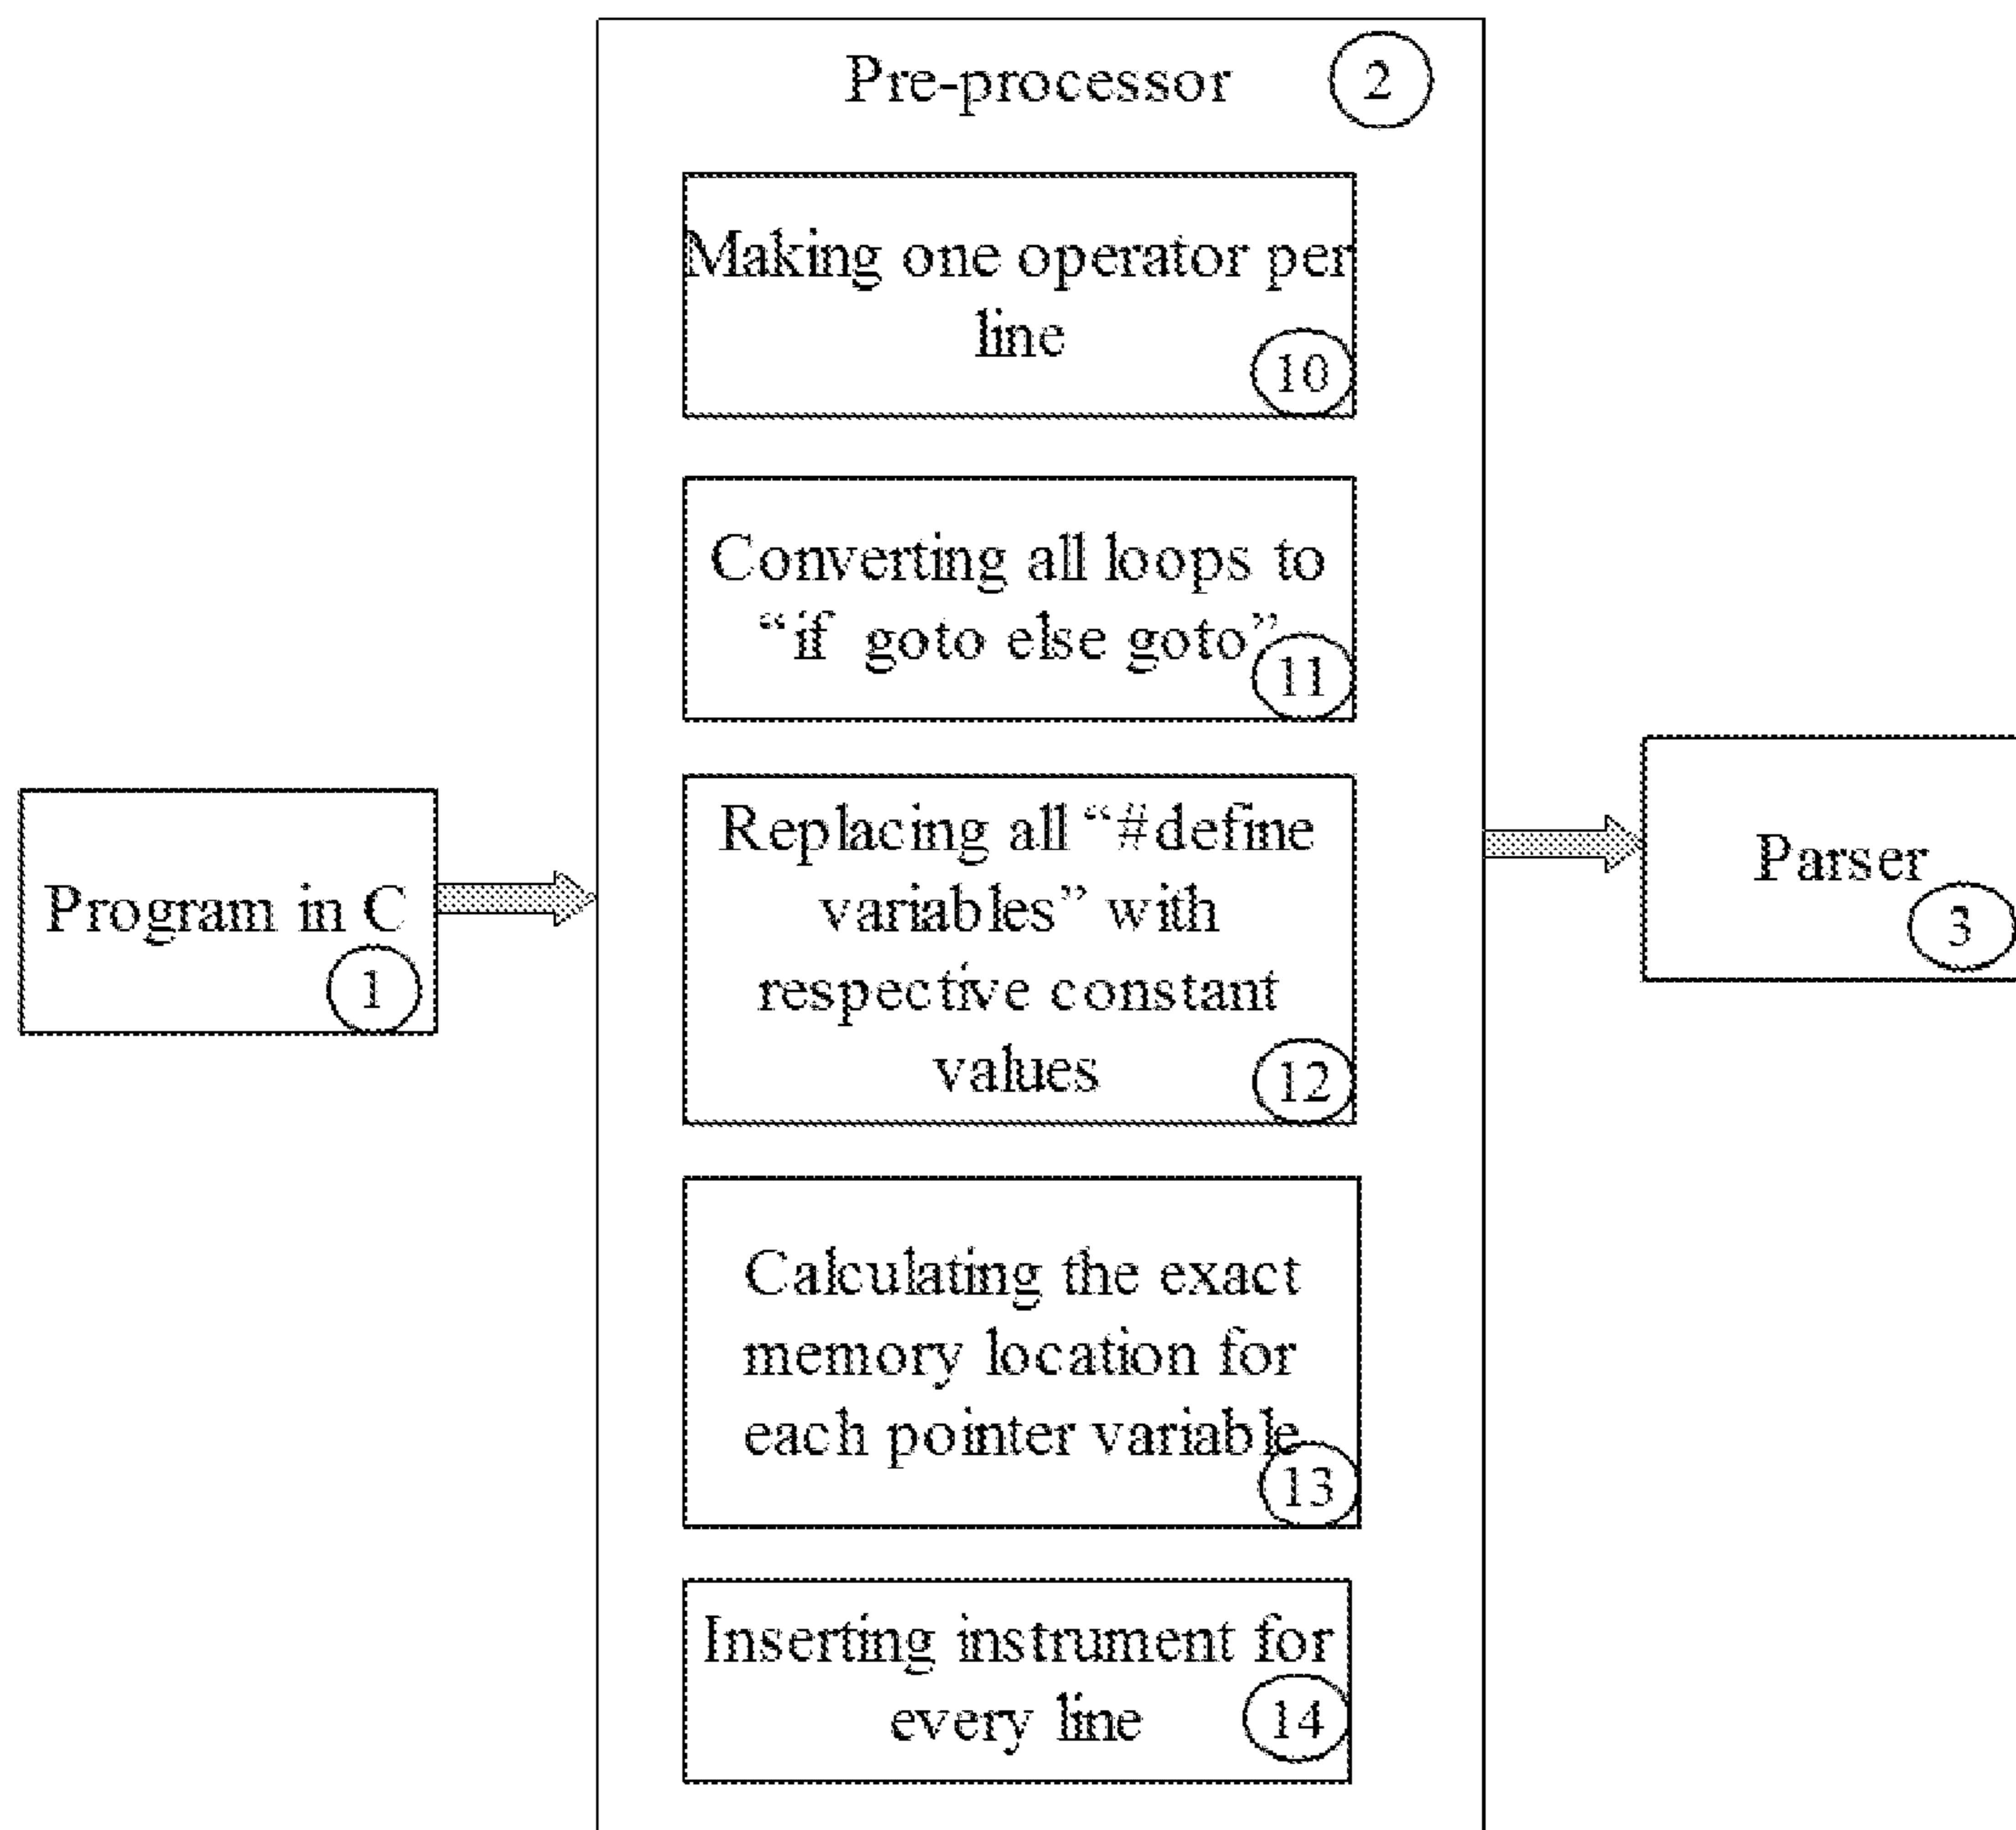 Pre-processor 2
Making one operator per
line
10
Converting all loops to
“if goto else goto”
11
Replacing all “#define
variables” with
respective constant
values
12
Calculating the exact
memory location for
each pointer variable
13
Inserting instrument for
every line
14
Program in C
1
Parser
3